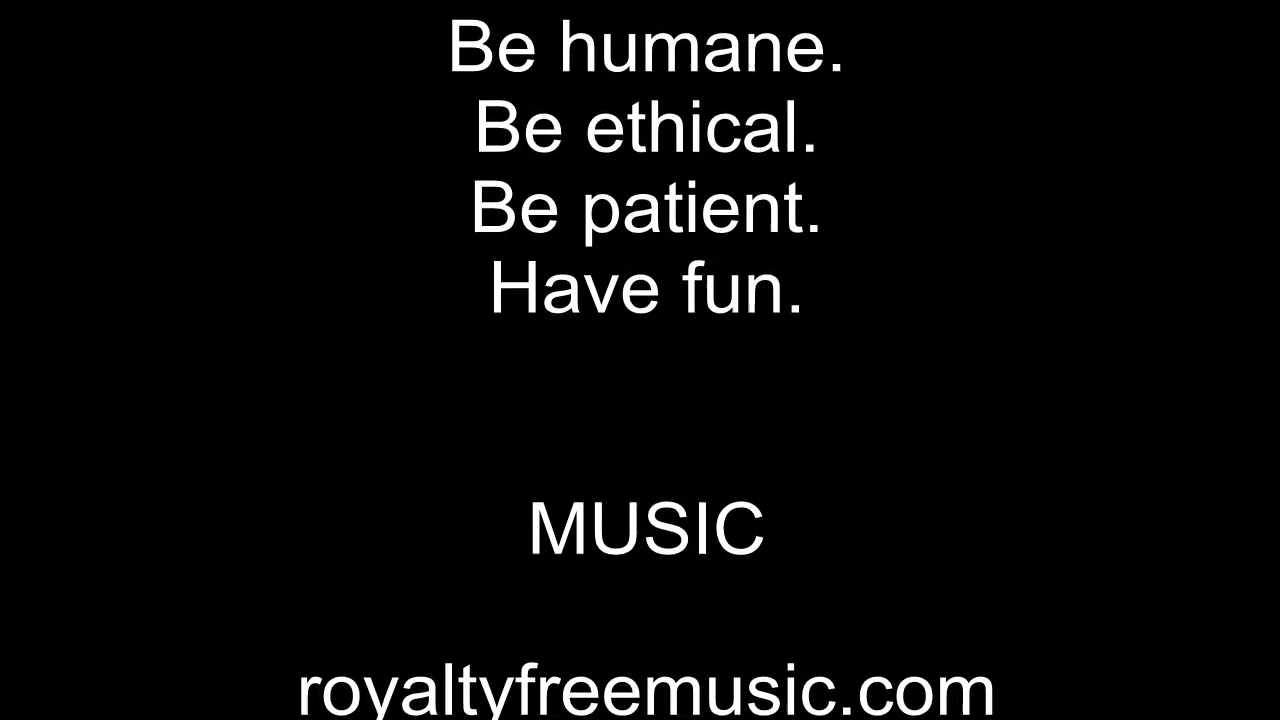 Be humane.
Be ethical.
Be patient.
Have fun.
MUSIC
royaltyfreemusic.com